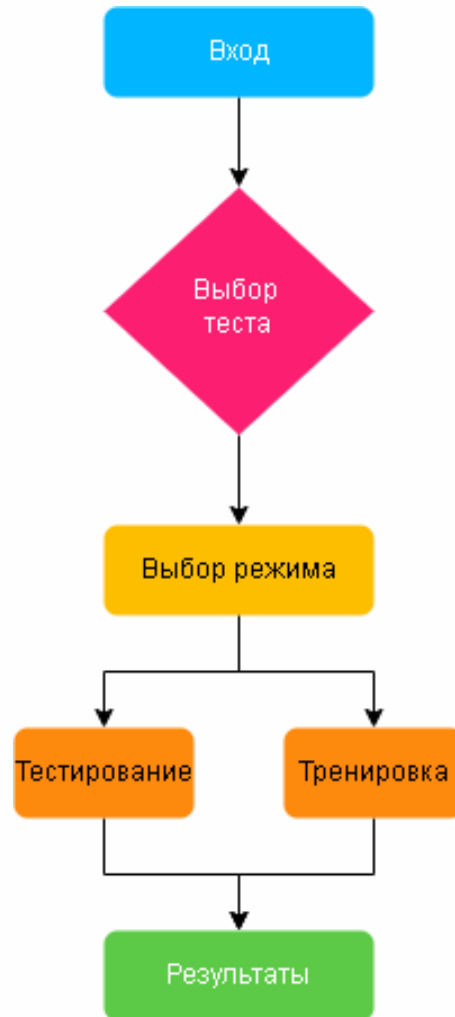 Вход
Выбор
теста
Выбор режима
Тестирование
Тренировка
Результаты